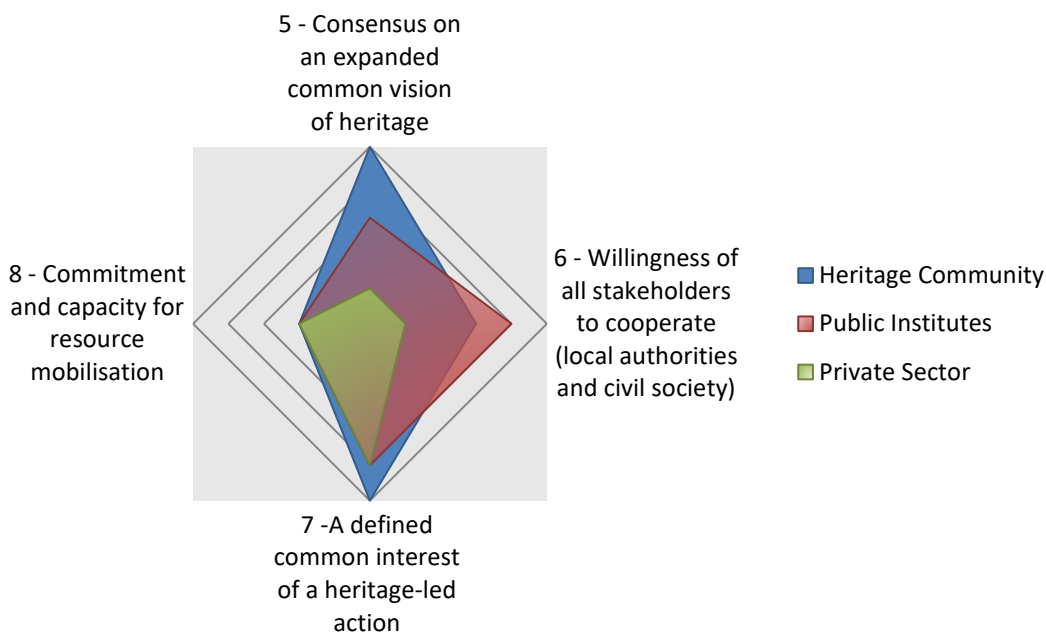 5 - Consensus on
an expanded
common vision
of heritage
8 - Commitment
and capacity for
resource
mobilisation
6 - Willingness of
all stakeholders
to cooperate
(local authorities
and civil society)
7 -A defined
common interest
of a heritage-led
action
Heritage Community
Public Institutes
Private Sector